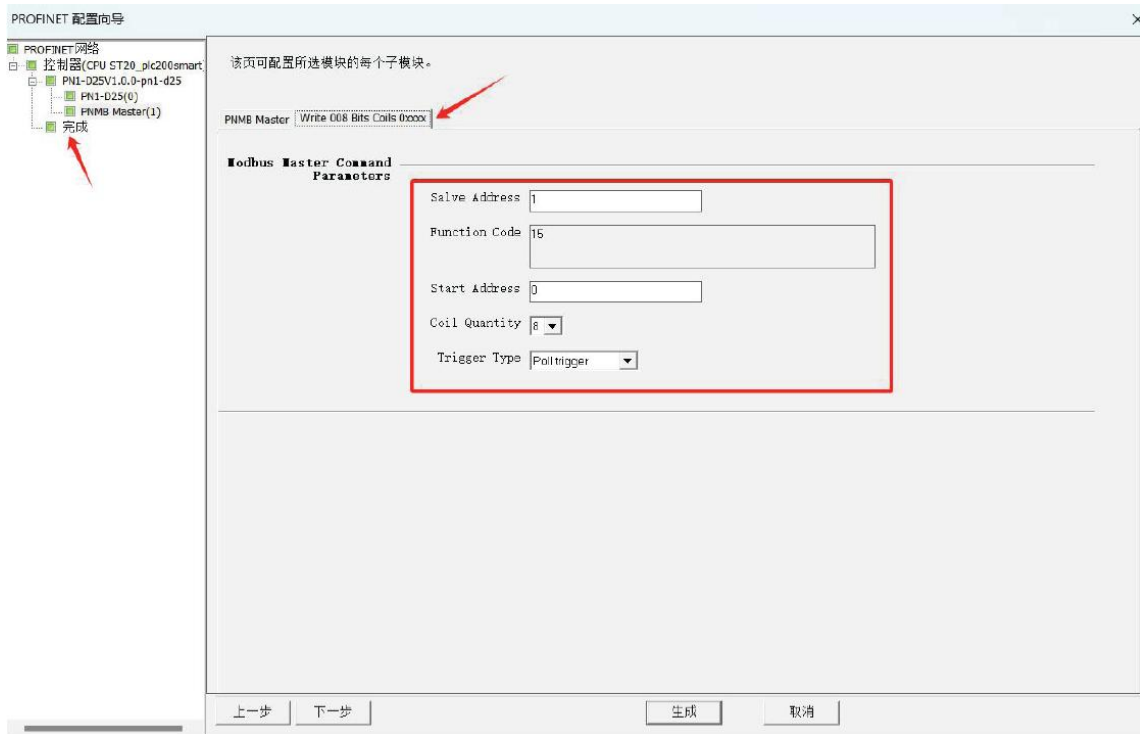 PROFINET 配置向导
PROFINET网络
控制器(CPU ST20_plc200smart)
PN1-D25V1.0.0-pn1-d25
PN1-D25(0)
PNMB Master(1)
完成
该页可配置所选模块的每个子模块。
PNMB Master
Write 008 Bits Coils 0xxxx
Modbus Master Command
Parameters
Salve Address 1
Function Code 15
Start Address 0
Coil Quantity 8
Trigger Type Poll trigger
上一步
下一步
生成
取消